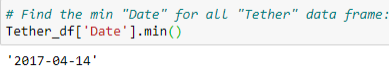 # Find the min "Date" for all "Tether" data frame:
Tether_df['Date'].min()
'2017-04-14'